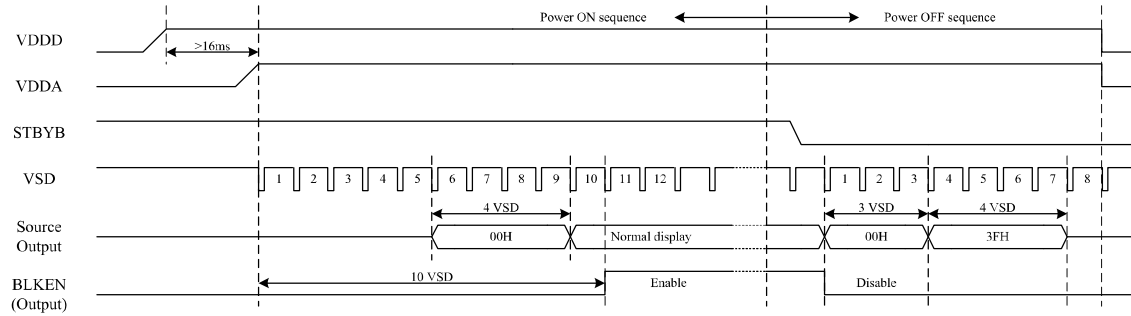 Power ON sequence Power OFF sequence
VDDD
>16ms
VDDA
STBYB
VSD 1 2 3 4 5 6 7 8 9 10 11 12 1 2 3 4 5 6 7 8
4 VSD 3 VSD 4 VSD
Source
Output
00H Normal display 00H 3FH
10 VSD
BLKEN
(Output)
Enable Disable